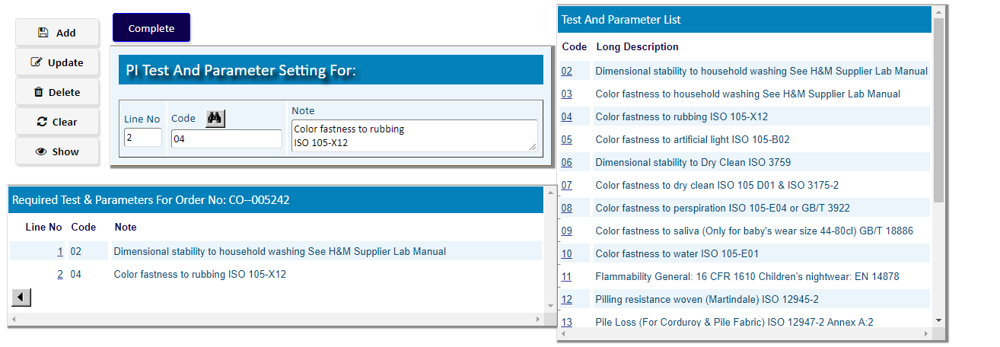 Add
Update
Delete
Clear
Show
Complete
PI Test And Parameter Setting For:
Line No Code Note
2 04 Color fastness to rubbing
ISO 105-X12
Required Test & Parameters For Order No: CO--005242
Line No Code Note
1 02 Dimensional stability to household washing See H&M Supplier Lab Manual
2 04 Color fastness to rubbing ISO 105-X12
Test And Parameter List
Code Long Description
02 Dimensional stability to household washing See H&M Supplier Lab Manual
03 Color fastness to household washing See H&M Supplier Lab Manual
04 Color fastness to rubbing ISO 105-X12
05 Color fastness to artificial light ISO 105-B02
06 Dimensional stability to Dry Clean ISO 3759
07 Color fastness to dry clean ISO 105 D01 & ISO 3175-2
08 Color fastness to perspiration ISO 105-E04 or GB/T 3922
09 Color fastness to saliva (Only for baby's wear size 44-80cl) GB/T 18886
10 Color fastness to water ISO 105-E01
11 Flammability General: 16 CFR 1610 Children's nightwear: EN 14878
12 Pilling resistance woven (Martindale) ISO 12945-2
13 Pile Loss (For Corduroy & Pile Fabric) ISO 12947-2 Annex A:2